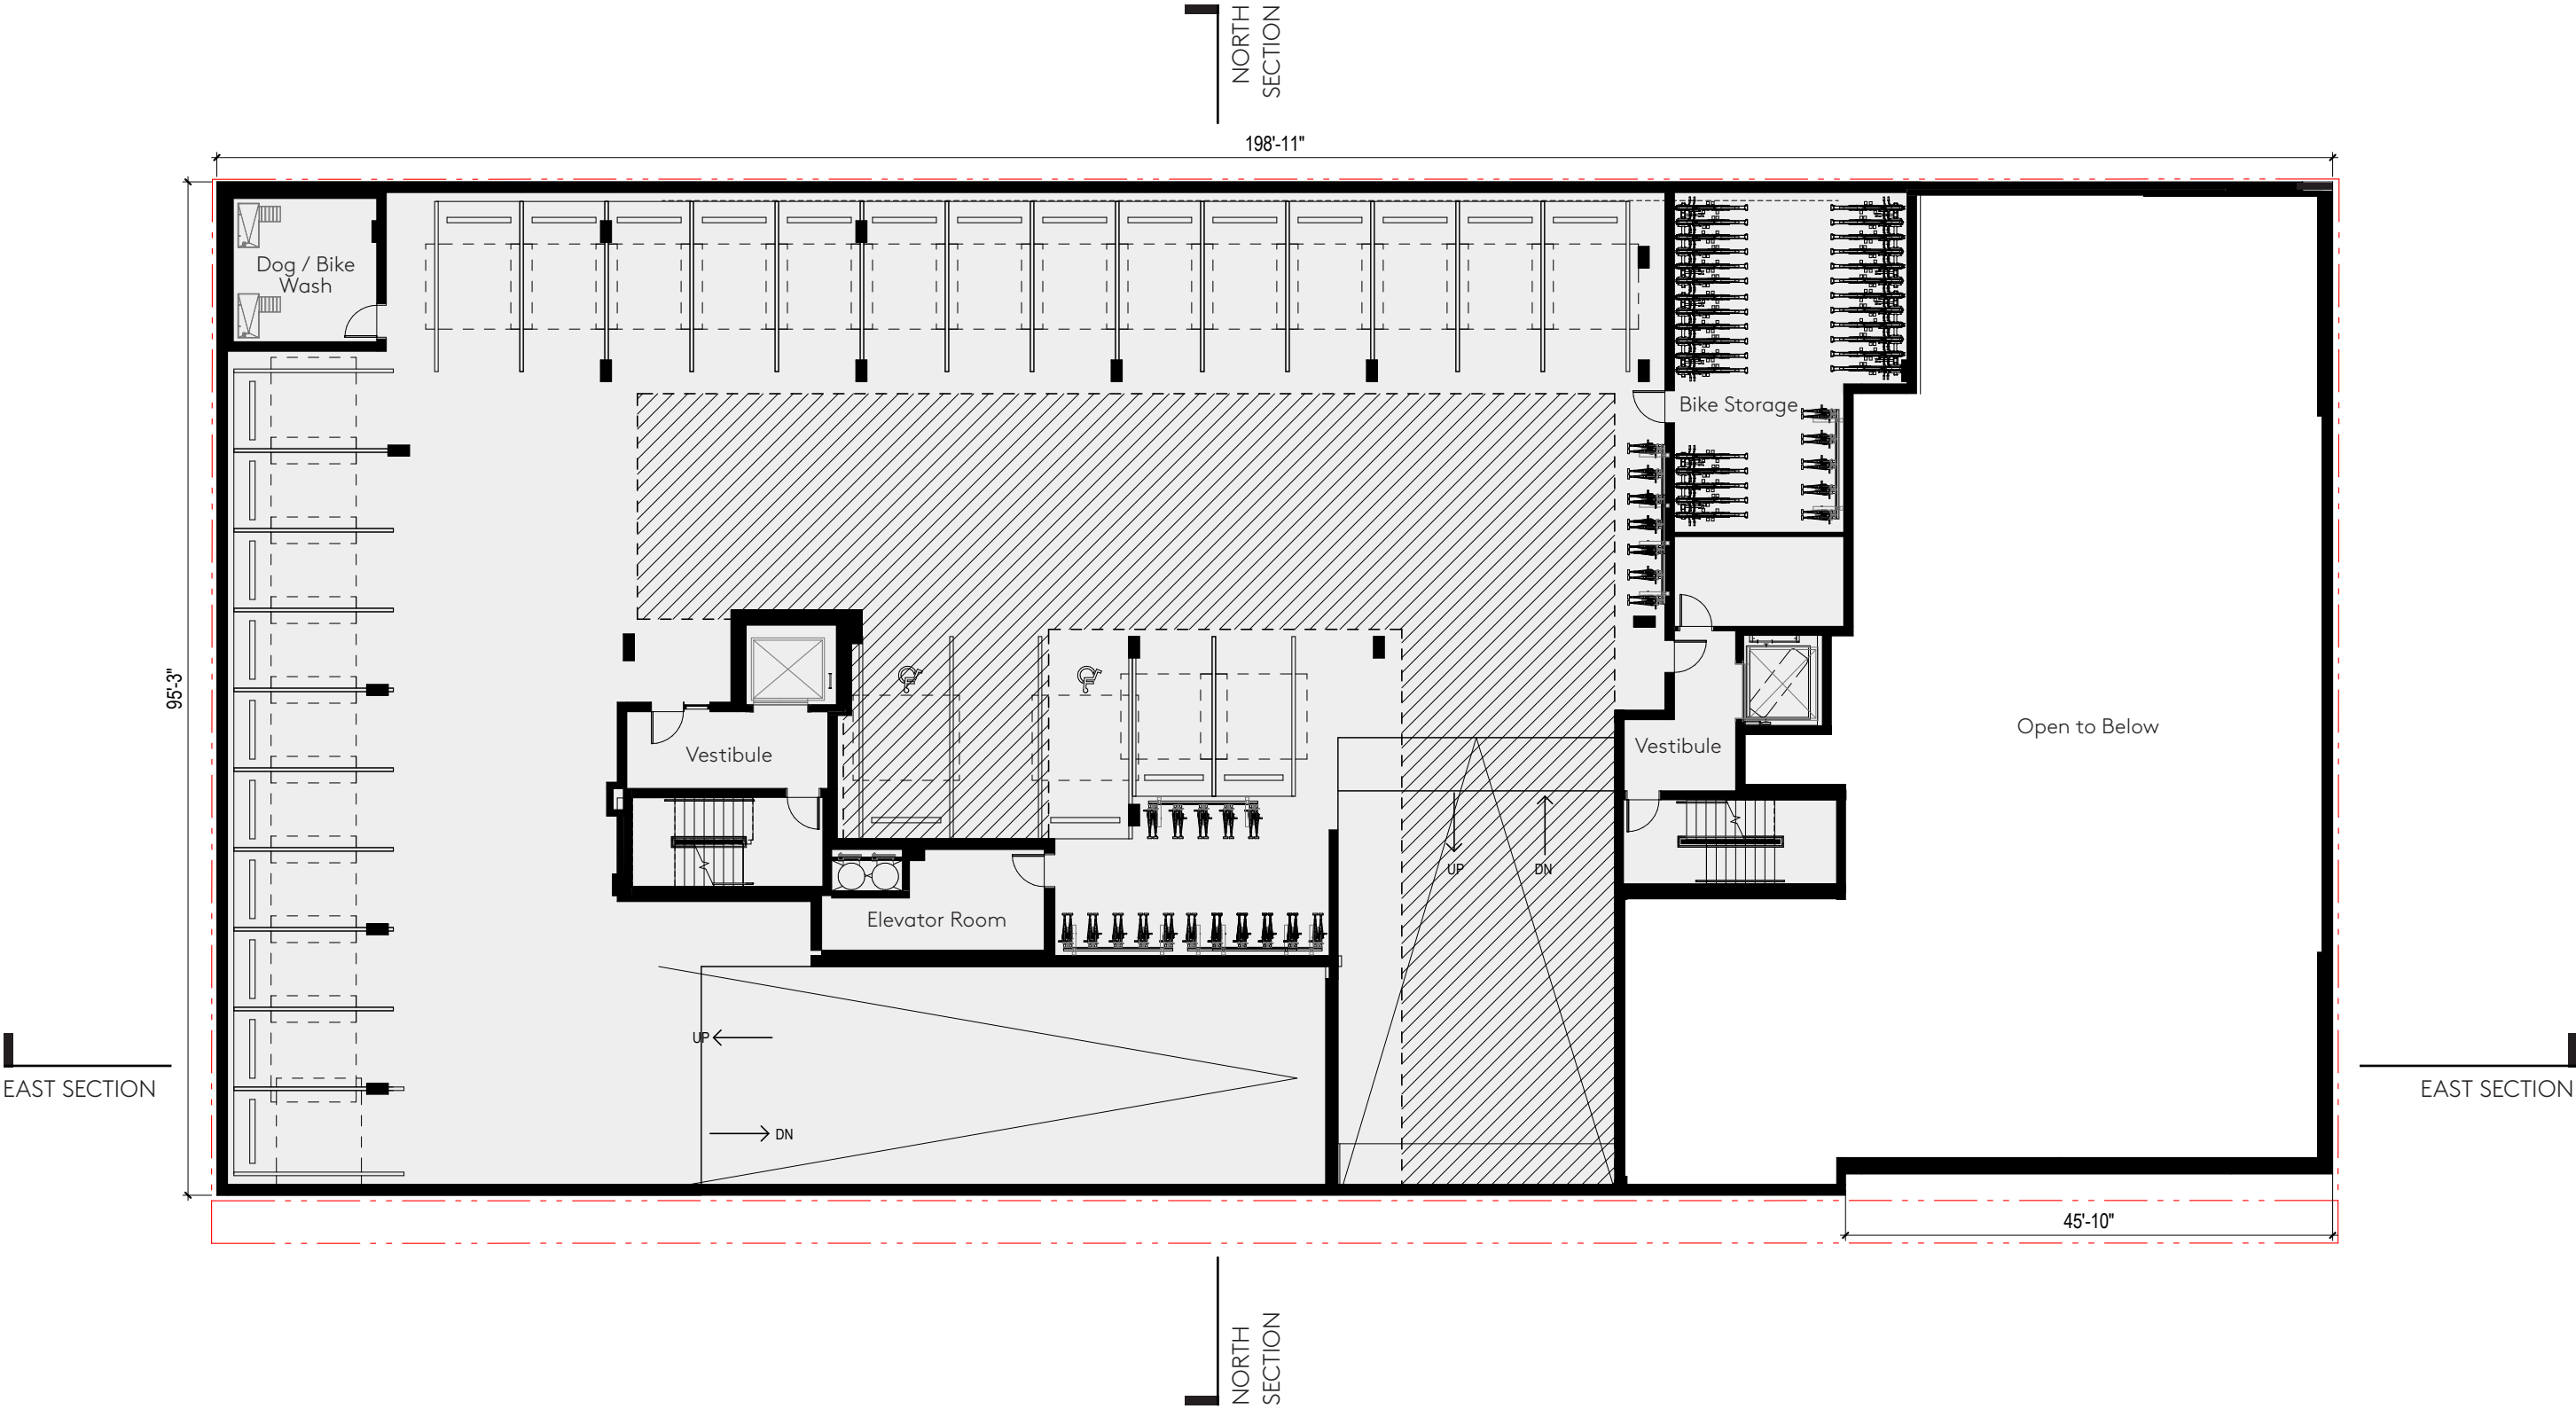 NORTH
SECTION
198'-11"
Dog / Bike
Wash
Bike Storage
95'-3"
Vestibule
Vestibule
Open to Below
UP
DN
Elevator Room
UP
DN
EAST SECTION
EAST SECTION
45'-10"
NORTH
SECTION